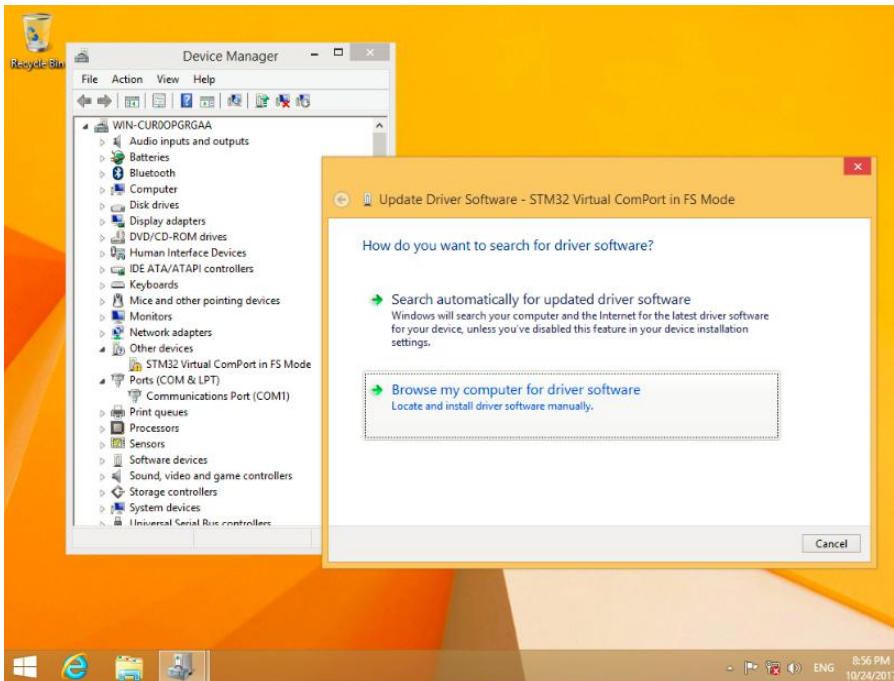 Recycle Bin
Device Manager
File Action View Help
WIN-CUR0OPGRGAA
Audio inputs and outputs
Batteries
Bluetooth
Computer
Disk drives
Display adapters
DVD/CD-ROM drives
Human Interface Devices
IDE ATA/ATAPI controllers
Keyboards
Mice and other pointing devices
Monitors
Network adapters
Other devices
STM32 Virtual ComPort in FS Mode
Ports (COM & LPT)
Communications Port (COM1)
Print queues
Processors
Sensors
Software devices
Sound, video and game controllers
Storage controllers
System devices
Universal Serial Bus controllers
Update Driver Software - STM32 Virtual ComPort in FS Mode
How do you want to search for driver software?
Search automatically for updated driver software
Windows will search your computer and the Internet for the latest driver software
for your device, unless you've disabled this feature in your device installation
settings.
Browse my computer for driver software
Locate and install driver software manually.
Cancel
ENG
8:56 PM
10/24/201